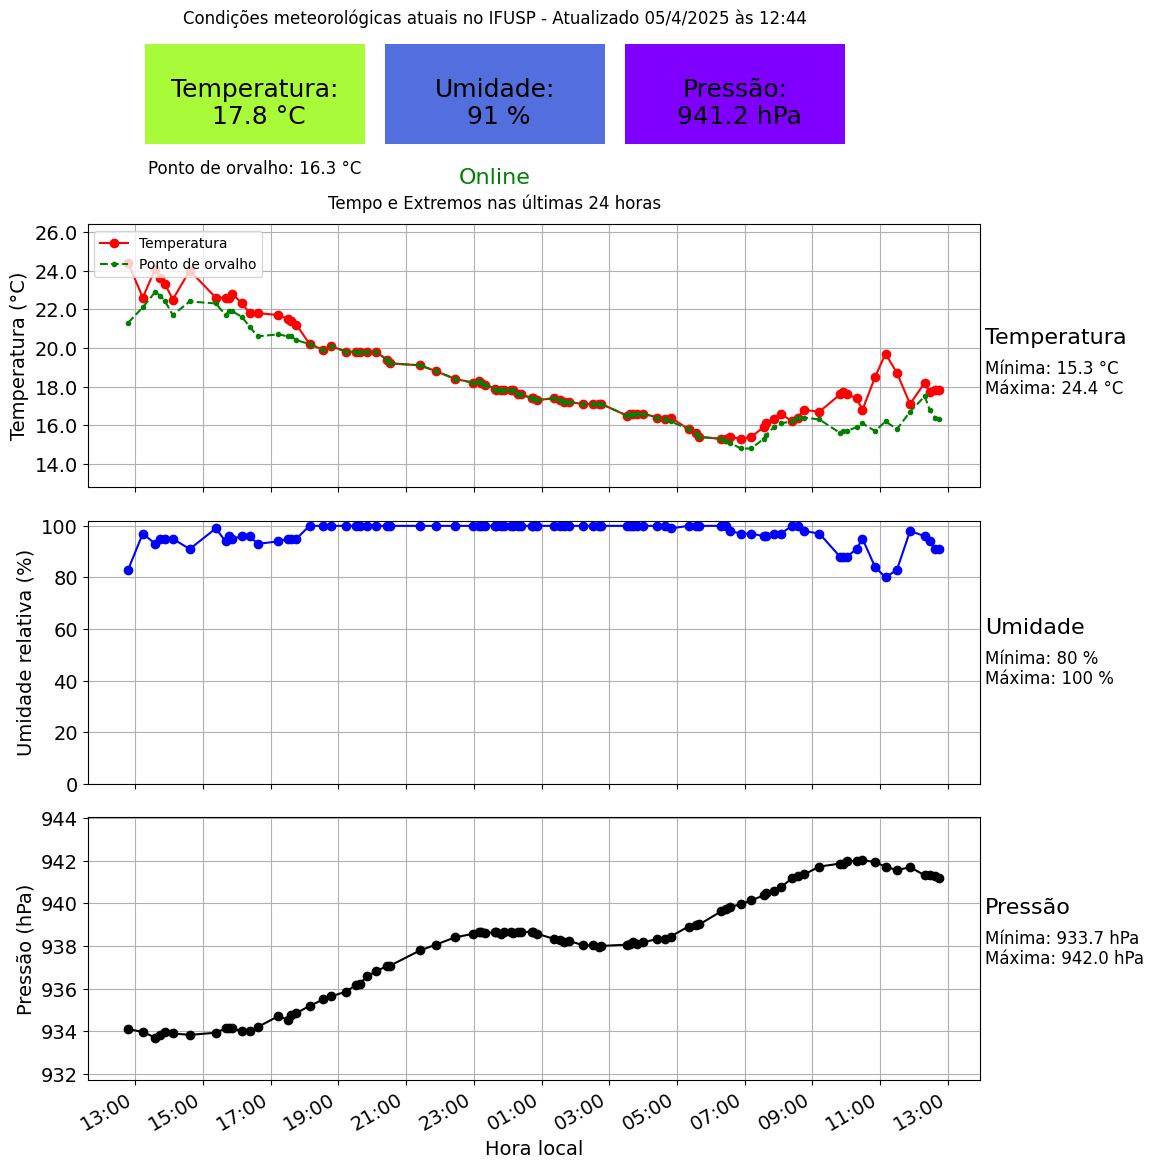 Condições meteorológicas atuais no IFUSP - Atualizado 05/4/2025 às 12:44
Temperatura:
17.8 °C
Umidade:
91 %
Pressão:
941.2 hPa
Ponto de orvalho: 16.3 °C
Online
Tempo e Extremos nas últimas 24 horas
Temperatura (°C)
26.0
24.0
22.0
20.0
18.0
16.0
14.0
Temperatura
Ponto de orvalho
Temperatura
Mínima: 15.3 °C
Máxima: 24.4 °C
Umidade relativa (%)
100
80
60
40
20
0
Umidade
Mínima: 80 %
Máxima: 100 %
Pressão (hPa)
944
942
940
938
936
934
932
Pressão
Mínima: 933.7 hPa
Máxima: 942.0 hPa
13:00 15:00 17:00 19:00 21:00 23:00 01:00 03:00 05:00 07:00 09:00 11:00 13:00
Hora local